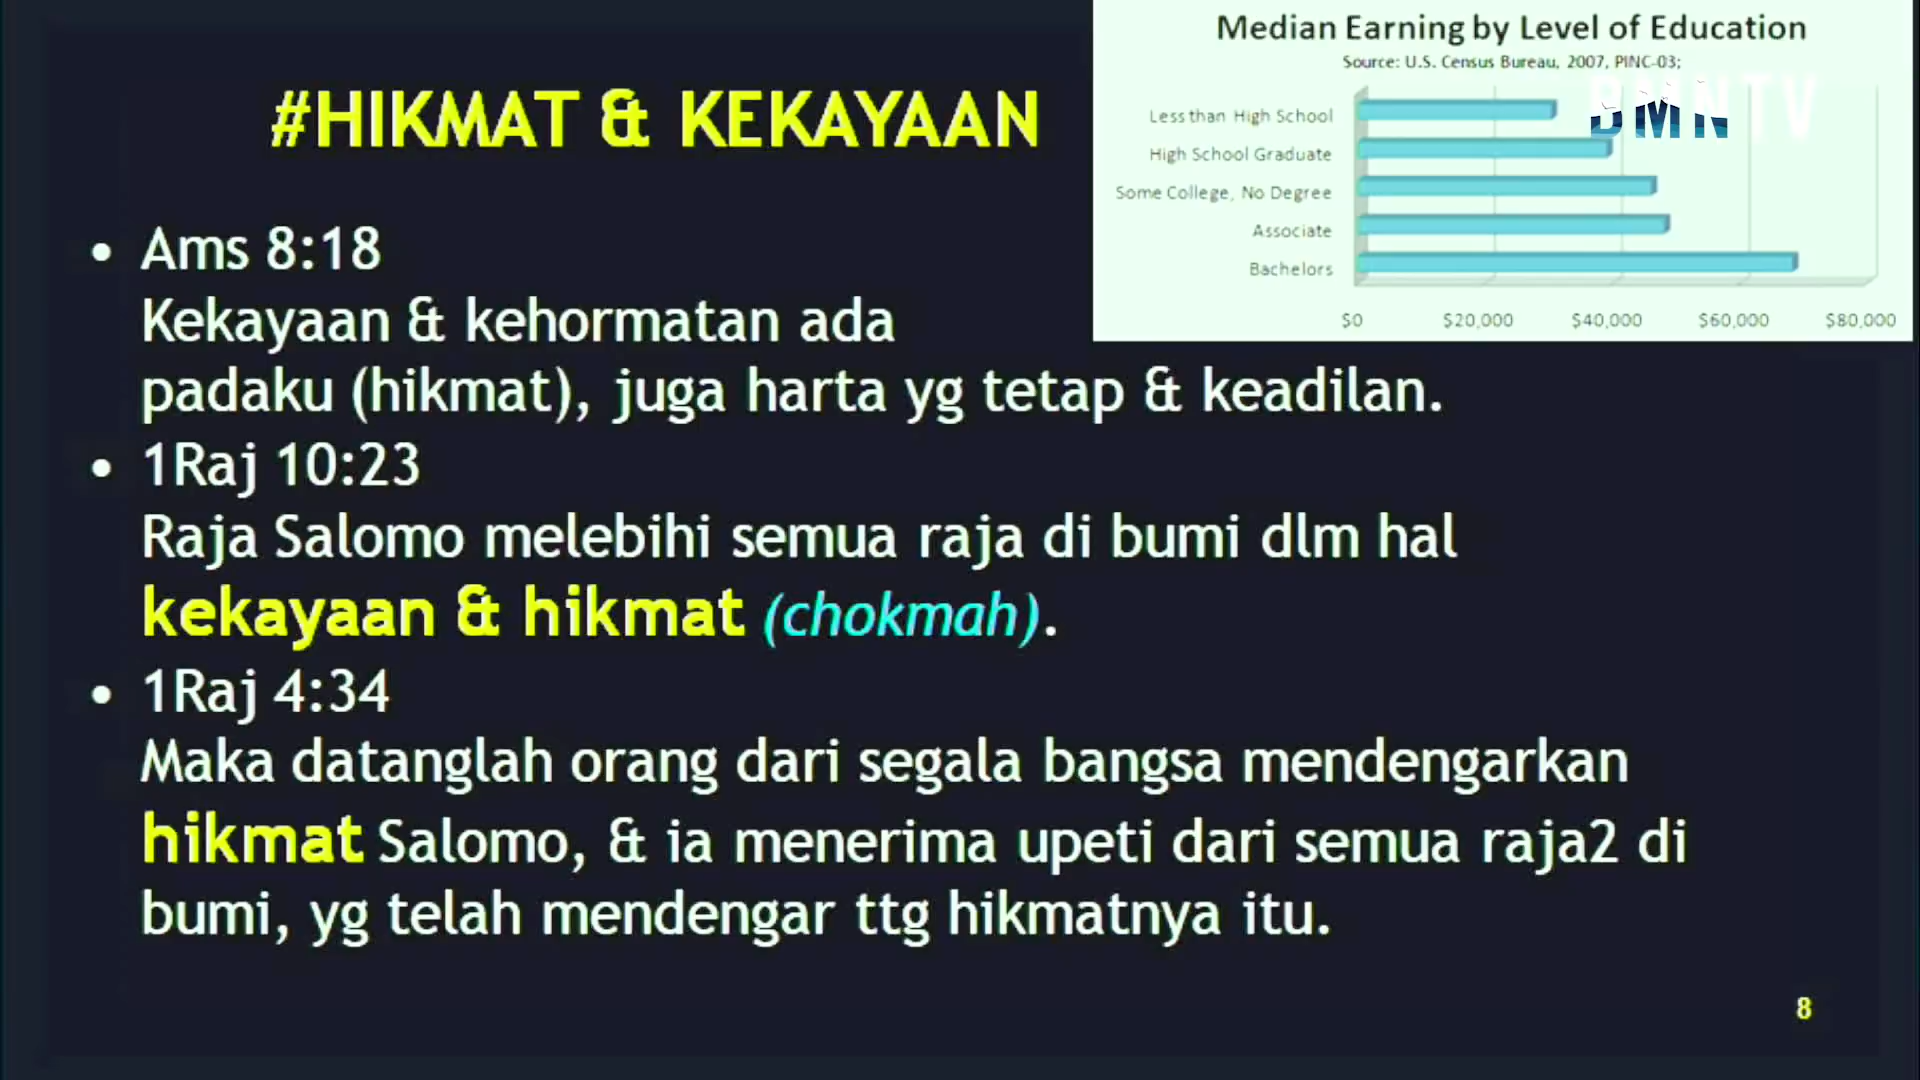 Median Earning by Level of Education
Source: U.S. Census Bureau, 2007, PINC-03;
BMNTV
Less than High School
High School Graduate
Some College, No Degree
Associate
Bachelors
$0 $20,000 $40,000 $60,000 $80,000
#HIKMAT & KEKAYAAN
• Ams 8:18
Kekayaan & kehormatan ada
padaku (hikmat), juga harta yg tetap & keadilan.
• 1Raj 10:23
Raja Salomo melebihi semua raja di bumi dlm hal
kekayaan & hikmat (chokmah).
• 1Raj 4:34
Maka datanglah orang dari segala bangsa mendengarkan
hikmat Salomo, & ia menerima upeti dari semua raja2 di
bumi, yg telah mendengar ttg hikmatnya itu.
8